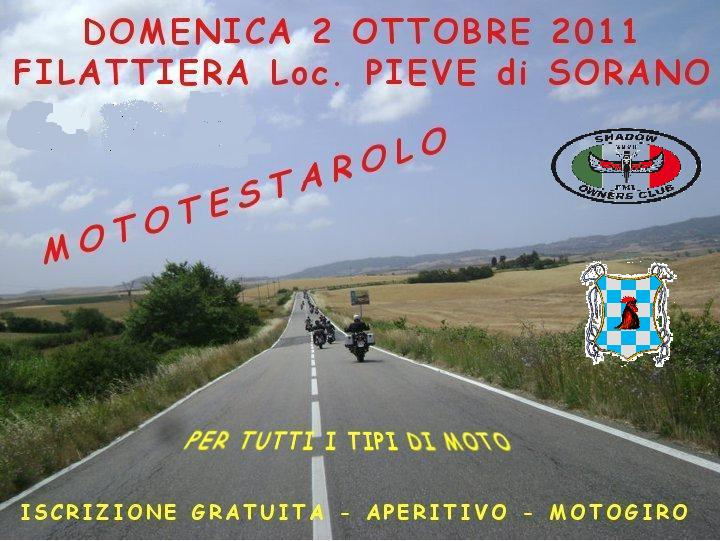 DOMENICA 2 OTTOBRE 2011
FILATTIERA Loc. PIEVE di SORANO
MOTOTESTAROLO
SHADOW
OWNERS CLUB
PER TUTTI I TIPI DI MOTO
ISCRIZIONE GRATUITA - APERITIVO - MOTOGIRO